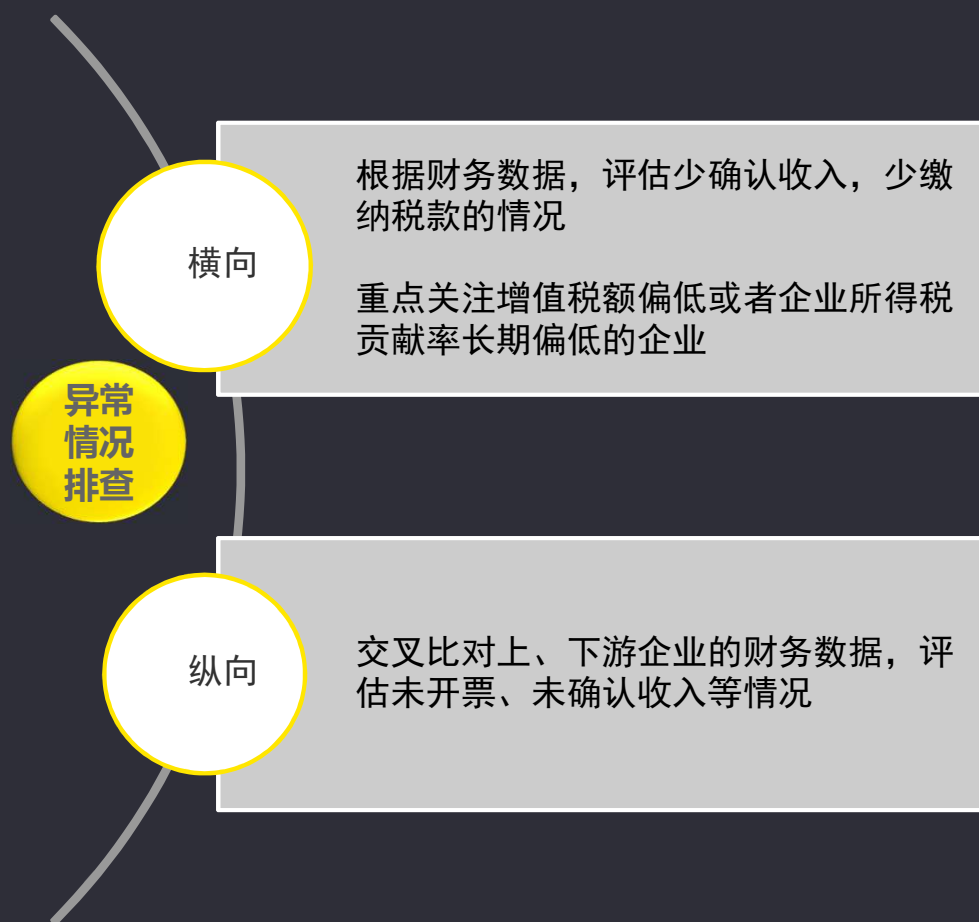 异常
情况
排查
横向
根据财务数据，评估少确认收入，少缴
纳税款的情况
重点关注增值税额偏低或者企业所得税
贡献率长期偏低的企业
纵向
交叉比对上、下游企业的财务数据，评
估未开票、未确认收入等情况